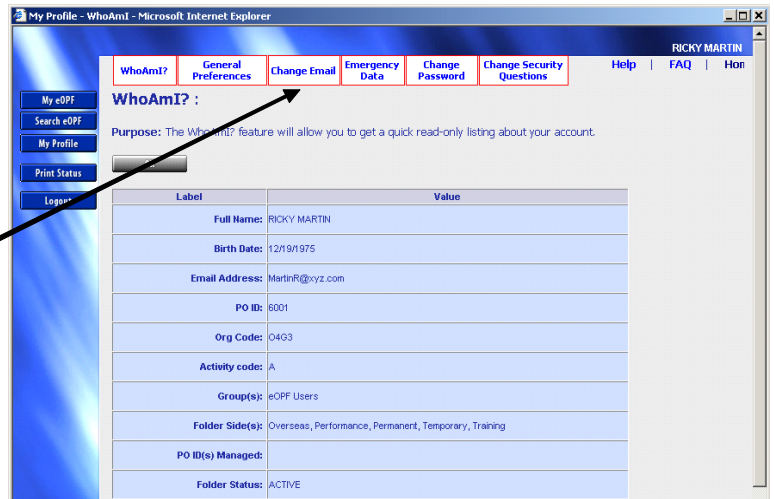 My Profile - WhoAmI - Microsoft Internet Explorer
RICKY MARTIN
WhoAmI?
General
Preferences
Change Email
Emergency
Data
Change
Password
Change Security
Questions
Help | FAQ | Hom
My eOPF
Search eOPF
My Profile
Print Status
Logout
WhoAmI? :
Purpose: The WhoAmI? feature will allow you to get a quick read-only listing about your account.
Label Value
Full Name: RICKY MARTIN
Birth Date: 12/19/1975
Email Address: MartinR@xyz.com
PO ID: 6001
Org Code: O4G3
Activity code: A
Group(s): eOPF Users
Folder Side(s): Overseas, Performance, Permanent, Temporary, Training
PO ID(s) Managed:
Folder Status: ACTIVE